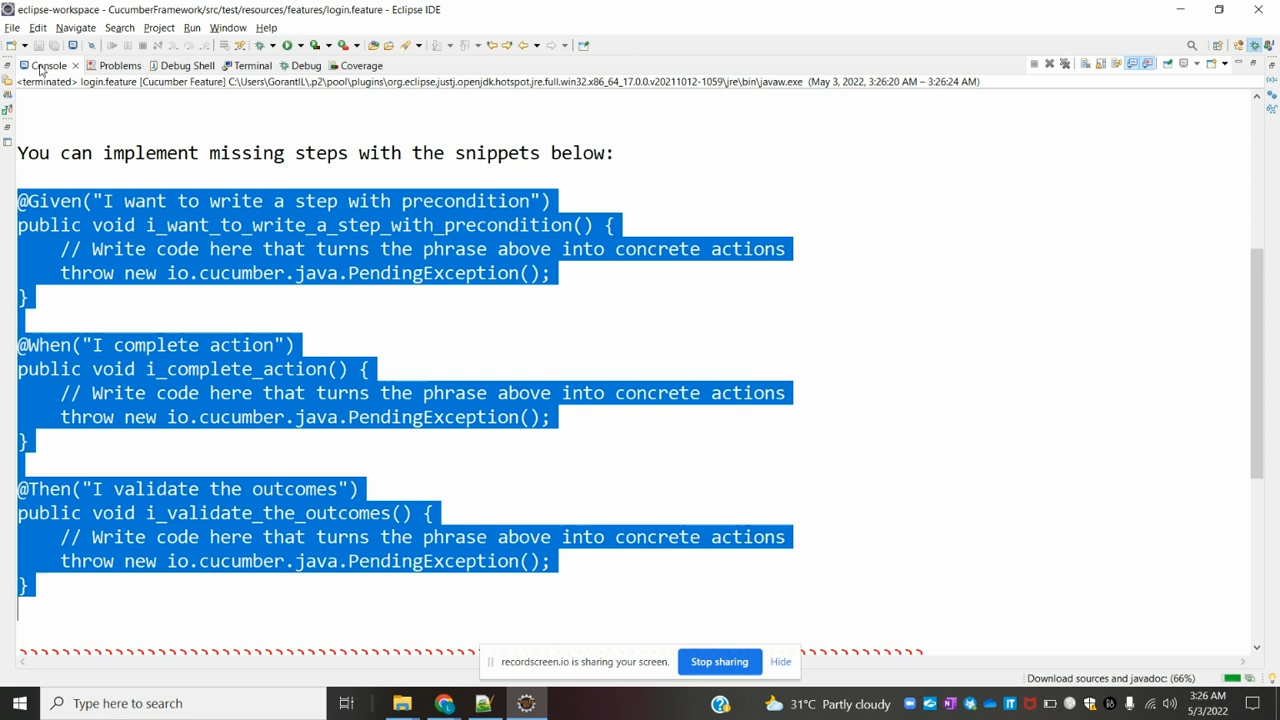 eclipse-workspace - CucumberFramework/src/test/resources/features/login.feature - Eclipse IDE
File Edit Navigate Search Project Run Window Help
Console Problems Debug Shell Terminal Debug Coverage
<terminated> login.feature [Cucumber Feature] C:\Users\GorantlL\.p2\pool\plugins\org.eclipse.justj.openjdk.hotspot.jre.full.win32.x86_64_17.0.0.v20211012-1059\jre\bin\javaw.exe (May 3, 2022, 3:26:20 AM – 3:26:24 AM)
You can implement missing steps with the snippets below:
@Given("I want to write a step with precondition")
public void i_want_to_write_a_step_with_precondition() {
// Write code here that turns the phrase above into concrete actions
throw new io.cucumber.java.PendingException();
}
@When("I complete action")
public void i_complete_action() {
// Write code here that turns the phrase above into concrete actions
throw new io.cucumber.java.PendingException();
}
@Then("I validate the outcomes")
public void i_validate_the_outcomes() {
// Write code here that turns the phrase above into concrete actions
throw new io.cucumber.java.PendingException();
}
recordscreen.io is sharing your screen. Stop sharing Hide
Download sources and javadoc: (66%)
Type here to search
31°C Partly cloudy
3:26 AM
5/3/2022